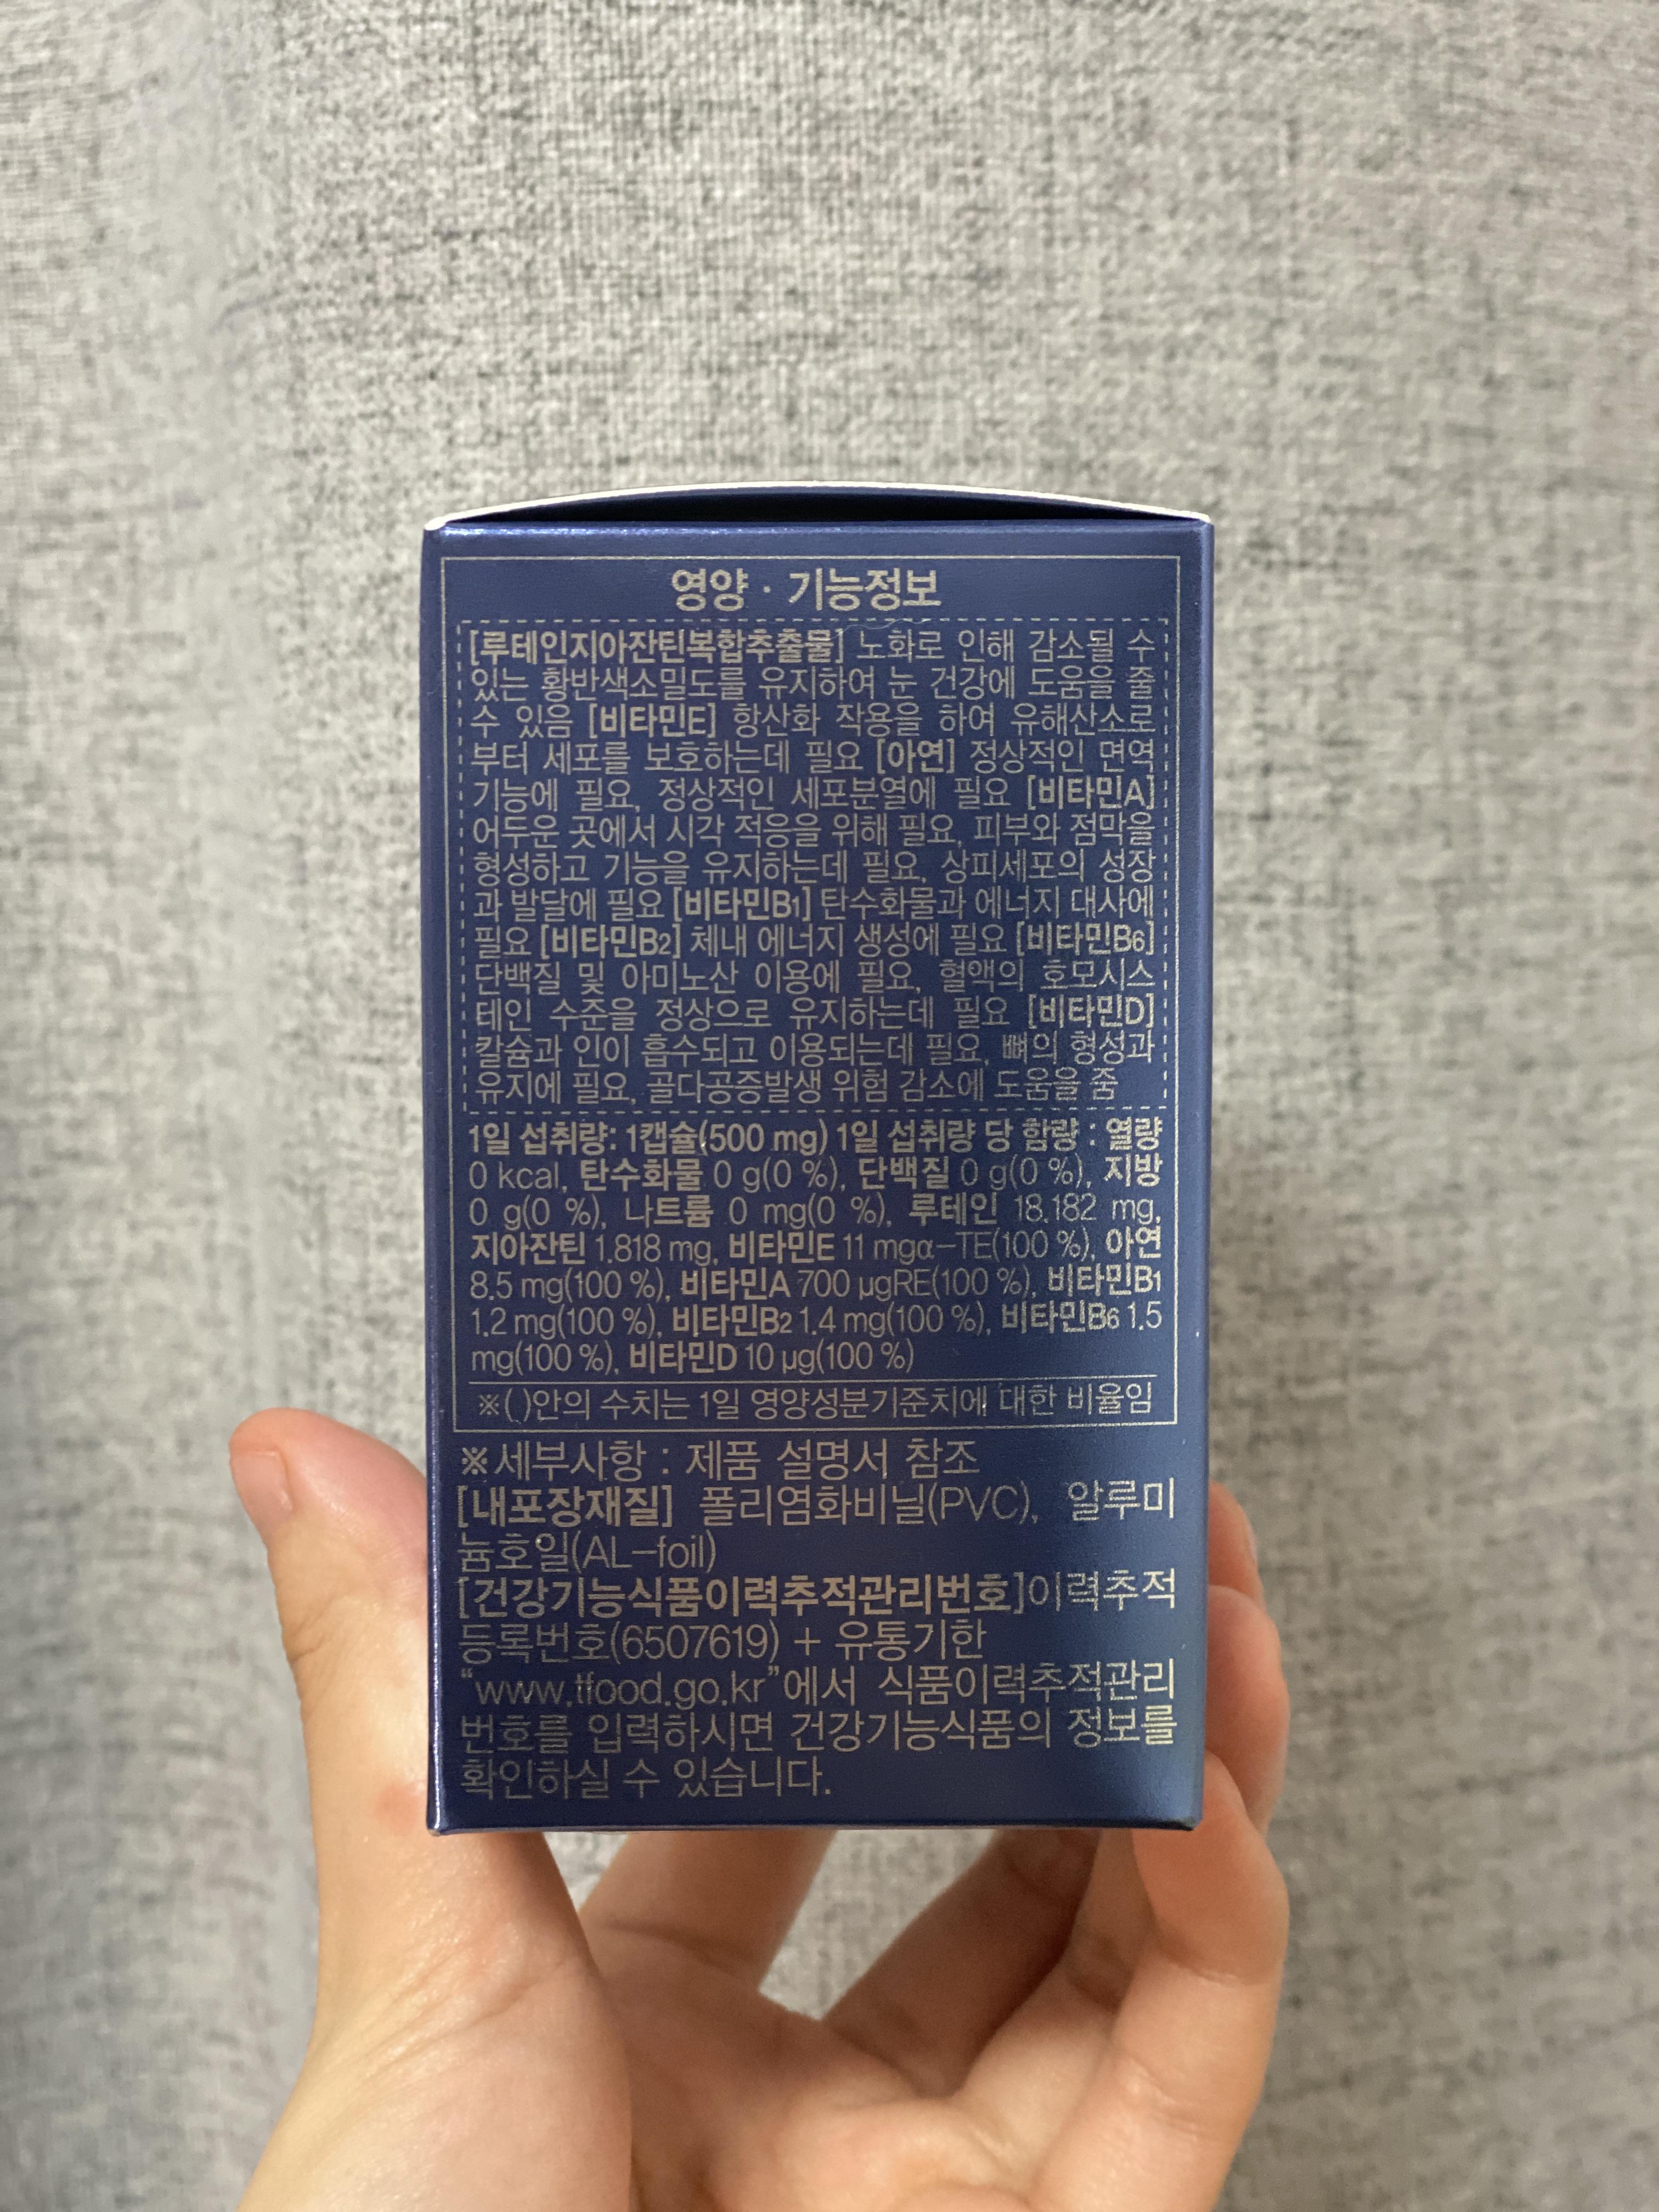 영양 · 기능정보
[루테인지아잔틴복합추출물] 노화로 인해 감소될 수
있는 황반색소밀도를 유지하여 눈 건강에 도움을 줄
수 있음 [비타민E] 항산화 작용을 하여 유해산소로
부터 세포를 보호하는데 필요 [아연] 정상적인 면역
기능에 필요, 정상적인 세포분열에 필요 [비타민A]
어두운 곳에서 시각 적응을 위해 필요, 피부와 점막을
형성하고 기능을 유지하는데 필요, 상피세포의 성장
과 발달에 필요 [비타민B1] 탄수화물과 에너지 대사에
필요 [비타민B2] 체내 에너지 생성에 필요 [비타민B6]
단백질 및 아미노산 이용에 필요, 혈액의 호모시스
테인 수준을 정상으로 유지하는데 필요 [비타민D]
칼슘과 인이 흡수되고 이용되는데 필요, 뼈의 형성과
유지에 필요, 골다공증발생 위험 감소에 도움을 줌
1일 섭취량: 1캡슐(500 mg) 1일 섭취량 당 함량 : 열량
0 kcal, 탄수화물 0 g(0 %), 단백질 0 g(0 %), 지방
0 g(0 %), 나트륨 0 mg(0 %), 루테인 18.182 mg,
지아잔틴 1.818 mg, 비타민E 11 mgα-TE(100 %), 아연
8.5 mg(100 %), 비타민A 700 μgRE(100 %), 비타민B1
1.2 mg(100 %), 비타민B2 1.4 mg(100 %), 비타민B6 1.5
mg(100 %), 비타민D 10 μg(100 %)
※( )안의 수치는 1일 영양성분기준치에 대한 비율임
※세부사항 : 제품 설명서 참조
[내포장재질] 폴리염화비닐(PVC), 알루미
늄호일(AL-foil)
[건강기능식품이력추적관리번호]이력추적
등록번호(6507619) + 유통기한
“www.tfood.go.kr”에서 식품이력추적관리
번호를 입력하시면 건강기능식품의 정보를
확인하실 수 있습니다.